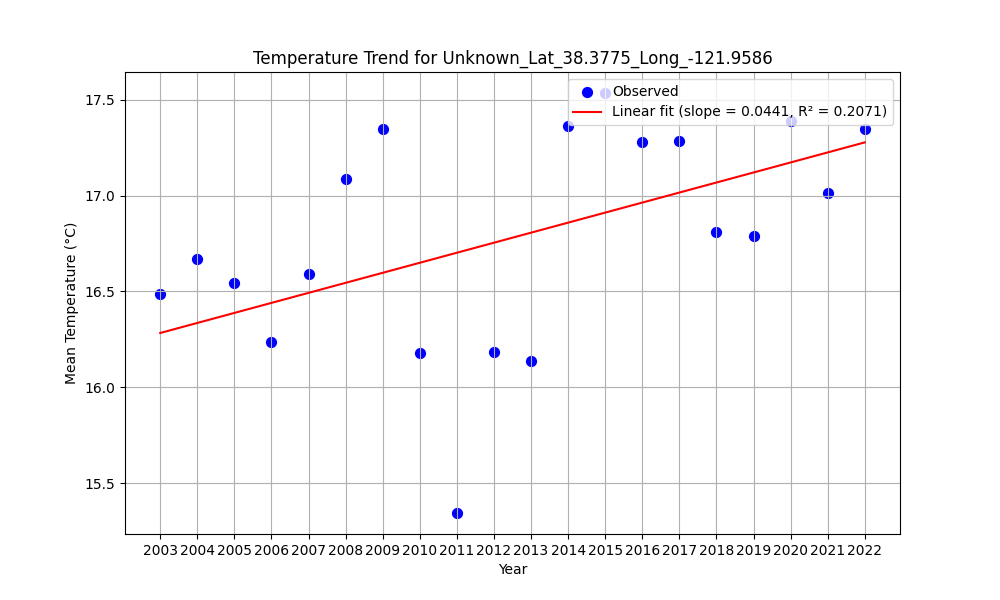 Temperature Trend for Unknown_Lat_38.3775_Long_-121.9586
Observed
Linear fit (slope = 0.0441, R² = 0.2071)
Mean Temperature (°C)
17.5
17.0
16.5
16.0
15.5
2003 2004 2005 2006 2007 2008 2009 2010 2011 2012 2013 2014 2015 2016 2017 2018 2019 2020 2021 2022
Year